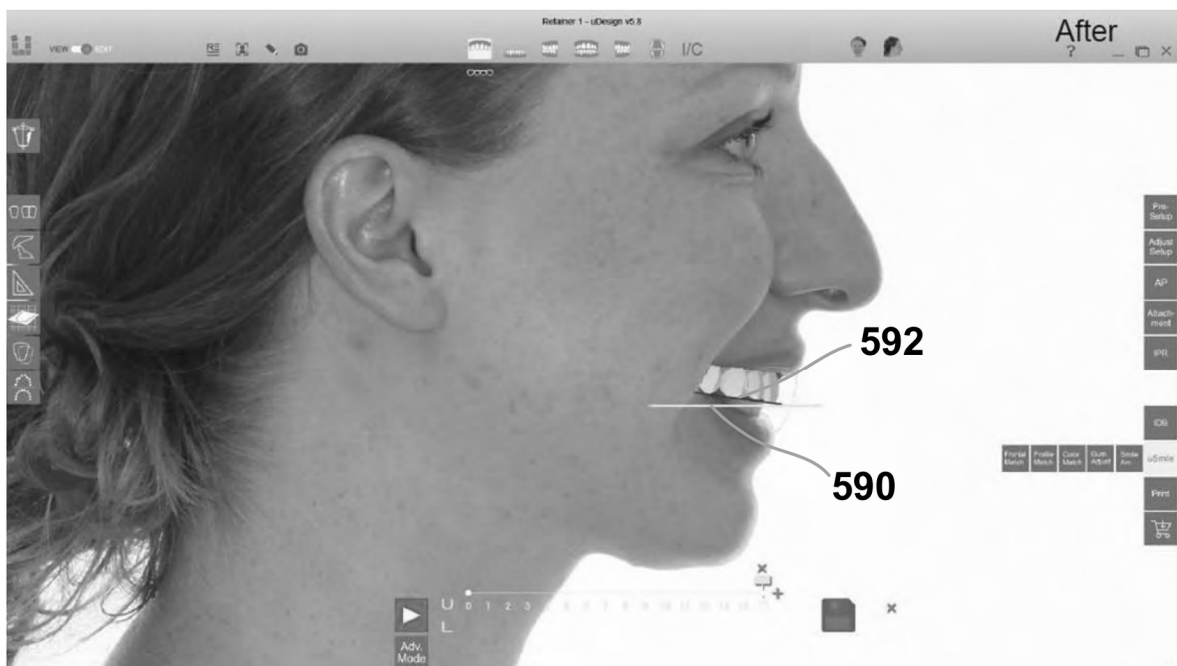 Retainer 1 - uDesign v5.8
After
VIEW
EDIT
I/C
?
Pre-
Setup
Adjust
Setup
AP
Attach-
ment
IPR
592
IDB
Frontal
Match
Profile
Match
Color
Match
Gum
Adjust
Smile
Arc
uSmile
590
Print
U
0 1 2 3
L
Adv.
Mode